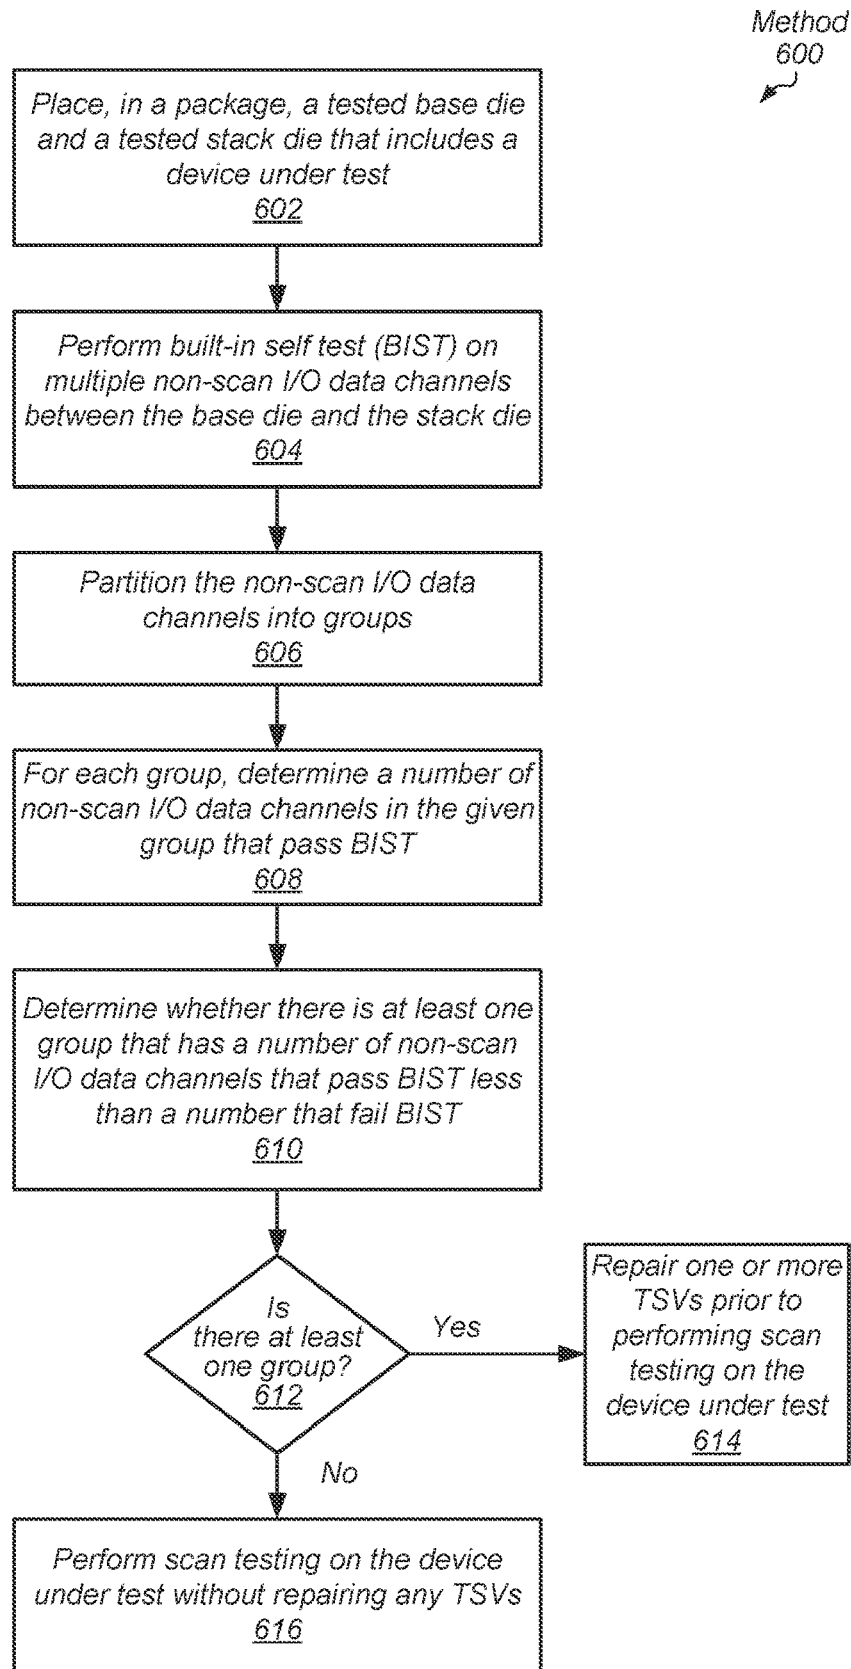 Method
600
Place, in a package, a tested base die
and a tested stack die that includes a
device under test
602
Perform built-in self test (BIST) on
multiple non-scan I/O data channels
between the base die and the stack die
604
Partition the non-scan I/O data
channels into groups
606
For each group, determine a number of
non-scan I/O data channels in the given
group that pass BIST
608
Determine whether there is at least one
group that has a number of non-scan
I/O data channels that pass BIST less
than a number that fail BIST
610
Is
there at least
one group?
612
Yes
Repair one or more
TSVs prior to
performing scan
testing on the
device under test
614
No
Perform scan testing on the device
under test without repairing any TSVs
616